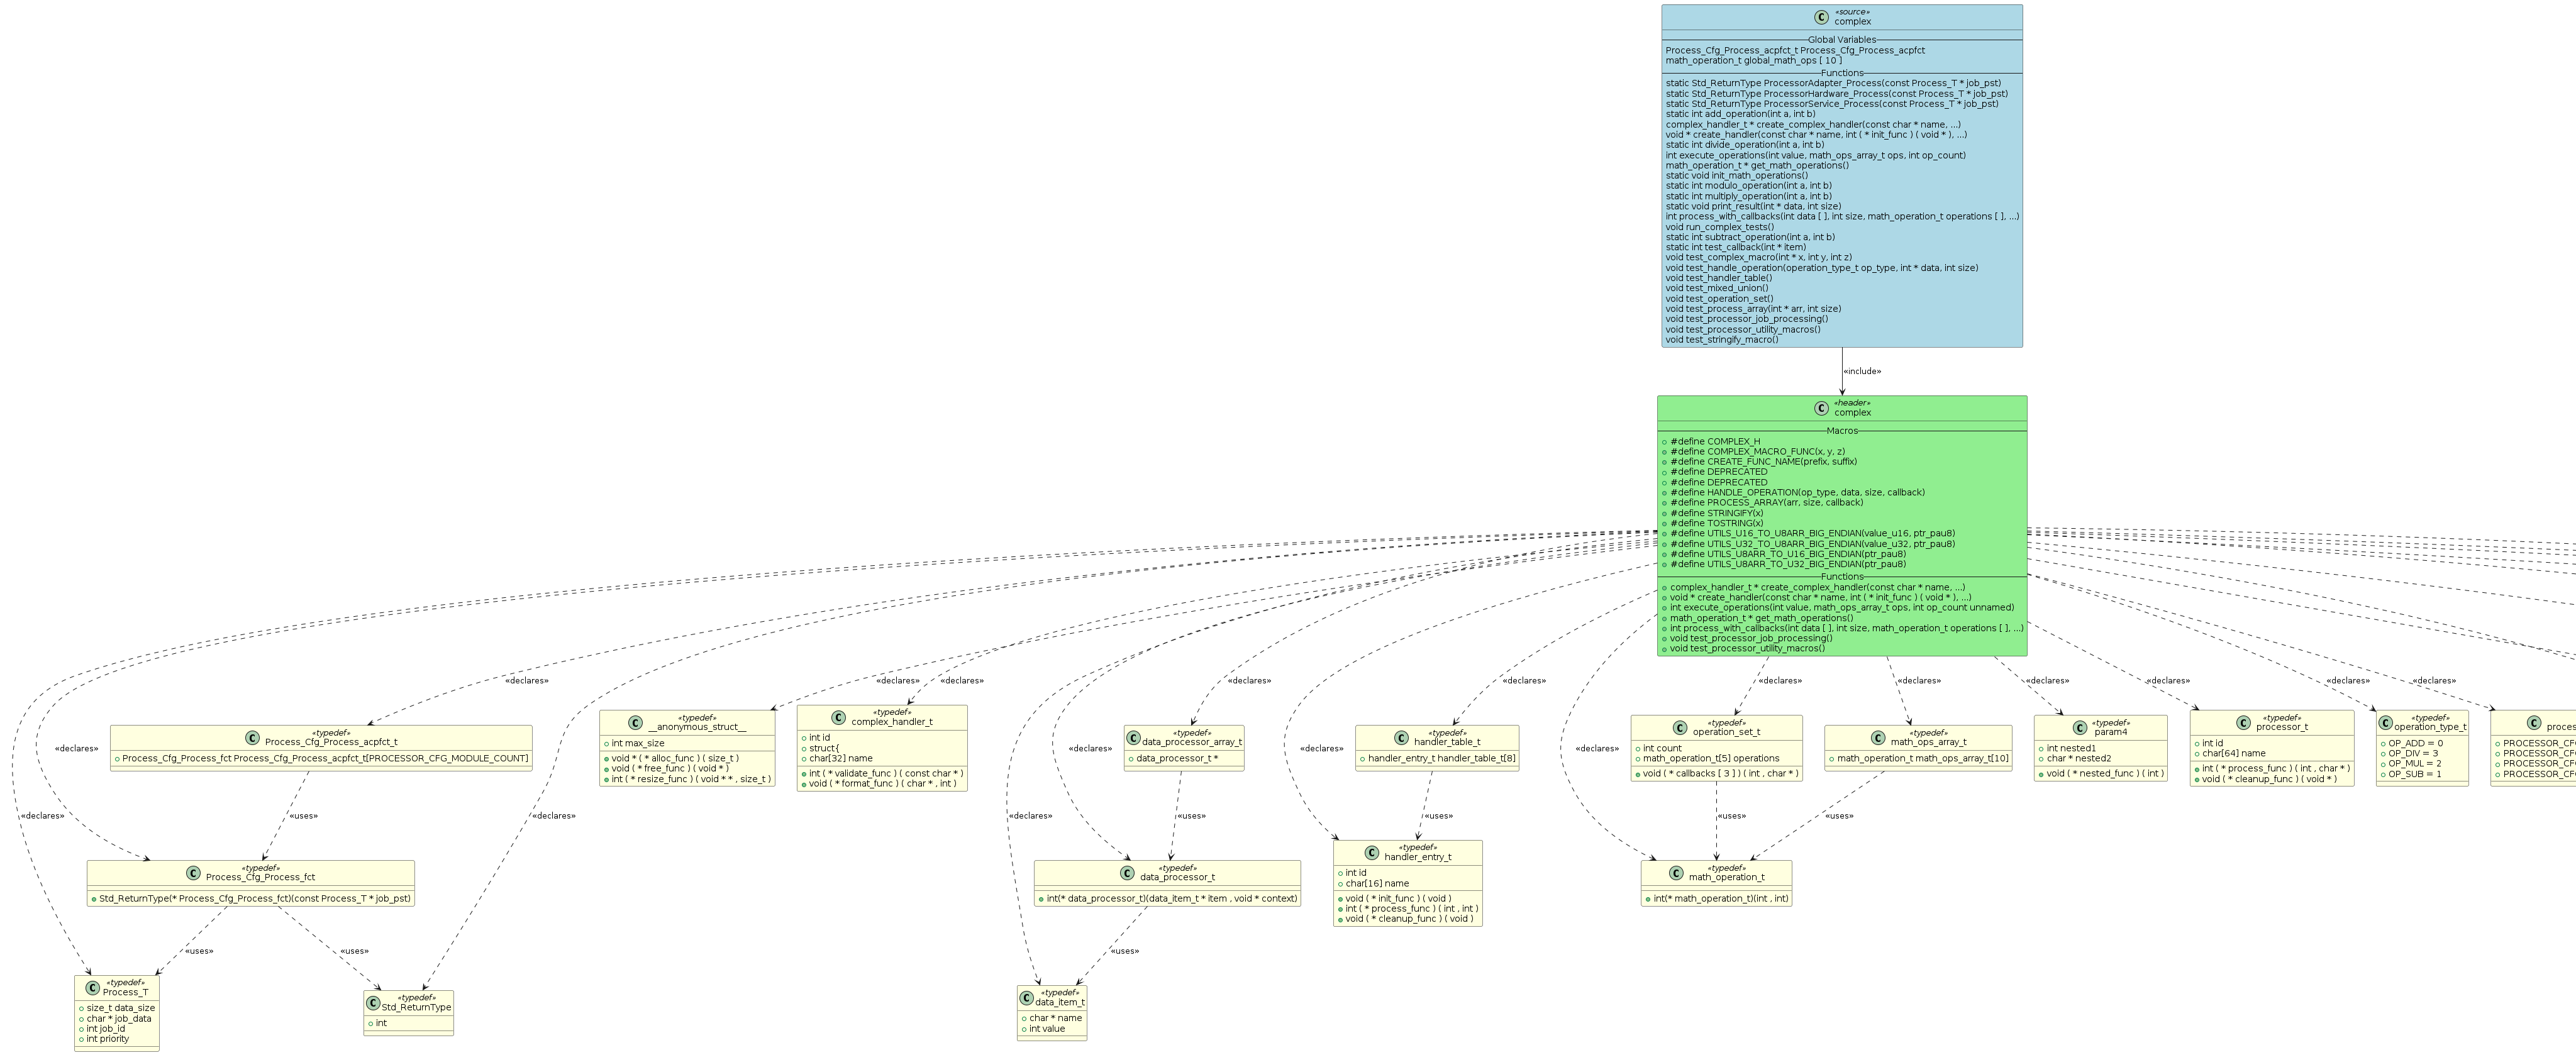 «source»
complex
Global Variables
Process_Cfg_Process_acpfct_t Process_Cfg_Process_acpfct
math_operation_t global_math_ops [ 10 ]
Functions
static Std_ReturnType ProcessorAdapter_Process(const Process_T * job_pst)
static Std_ReturnType ProcessorHardware_Process(const Process_T * job_pst)
static Std_ReturnType ProcessorService_Process(const Process_T * job_pst)
static int add_operation(int a, int b)
complex_handler_t * create_complex_handler(const char * name, ...)
void * create_handler(const char * name, int ( * init_func ) ( void * ), ...)
static int divide_operation(int a, int b)
int execute_operations(int value, math_ops_array_t ops, int op_count)
math_operation_t * get_math_operations()
static void init_math_operations()
static int modulo_operation(int a, int b)
static int multiply_operation(int a, int b)
static void print_result(int * data, int size)
int process_with_callbacks(int data [ ], int size, math_operation_t operations [ ], ...)
void run_complex_tests()
static int subtract_operation(int a, int b)
static int test_callback(int * item)
void test_complex_macro(int * x, int y, int z)
void test_handle_operation(operation_type_t op_type, int * data, int size)
void test_handler_table()
void test_mixed_union()
void test_operation_set()
void test_process_array(int * arr, int size)
void test_processor_job_processing()
void test_processor_utility_macros()
void test_stringify_macro()
«include»
«header»
complex
Macros
#define COMPLEX_H
#define COMPLEX_MACRO_FUNC(x, y, z)
#define CREATE_FUNC_NAME(prefix, suffix)
#define DEPRECATED
#define DEPRECATED
#define HANDLE_OPERATION(op_type, data, size, callback)
#define PROCESS_ARRAY(arr, size, callback)
#define STRINGIFY(x)
#define TOSTRING(x)
#define UTILS_U16_TO_U8ARR_BIG_ENDIAN(value_u16, ptr_pau8)
#define UTILS_U32_TO_U8ARR_BIG_ENDIAN(value_u32, ptr_pau8)
#define UTILS_U8ARR_TO_U16_BIG_ENDIAN(ptr_pau8)
#define UTILS_U8ARR_TO_U32_BIG_ENDIAN(ptr_pau8)
Functions
complex_handler_t * create_complex_handler(const char * name, ...)
void * create_handler(const char * name, int ( * init_func ) ( void * ), ...)
int execute_operations(int value, math_ops_array_t ops, int op_count unnamed)
math_operation_t * get_math_operations()
int process_with_callbacks(int data [ ], int size, math_operation_t operations [ ], ...)
void test_processor_job_processing()
void test_processor_utility_macros()
«declares»
«declares»
«declares»
«declares»
«declares»
«declares»
«declares»
«declares»
«declares»
«declares»
«declares»
«typedef»
Process_Cfg_Process_acpfct_t
Process_Cfg_Process_fct Process_Cfg_Process_acpfct_t[PROCESSOR_CFG_MODULE_COUNT]
«typedef»
__anonymous_struct__
int max_size
void * ( * alloc_func ) ( size_t )
void ( * free_func ) ( void * )
int ( * resize_func ) ( void * * , size_t )
«typedef»
complex_handler_t
int id
struct{
char[32] name
int ( * validate_func ) ( const char * )
void ( * format_func ) ( char * , int )
«typedef»
data_processor_array_t
data_processor_t *
«typedef»
handler_table_t
handler_entry_t handler_table_t[8]
«typedef»
operation_set_t
int count
math_operation_t[5] operations
void ( * callbacks [ 3 ] ) ( int , char * )
«typedef»
math_ops_array_t
math_operation_t math_ops_array_t[10]
«typedef»
param4
int nested1
char * nested2
void ( * nested_func ) ( int )
«typedef»
processor_t
int id
char[64] name
int ( * process_func ) ( int , char * )
void ( * cleanup_func ) ( void * )
«typedef»
operation_type_t
OP_ADD = 0
OP_DIV = 3
OP_MUL = 2
OP_SUB = 1
proces
PROCESSOR_CF
PROCESSOR_CF
PROCESSOR_CF
PROCESSOR_CF
«declares»
«declares»
«declares»
«declares»
«declares»
«declares»
«uses»
«uses»
«uses»
«uses»
«uses»
«typedef»
Process_Cfg_Process_fct
Std_ReturnType(* Process_Cfg_Process_fct)(const Process_T * job_pst)
«typedef»
data_processor_t
int(* data_processor_t)(data_item_t * item , void * context)
«typedef»
handler_entry_t
int id
char[16] name
void ( * init_func ) ( void )
int ( * process_func ) ( int , int )
void ( * cleanup_func ) ( void )
«typedef»
math_operation_t
int(* math_operation_t)(int , int)
«uses»
«uses»
«uses»
«typedef»
Process_T
size_t data_size
char * job_data
int job_id
int priority
«typedef»
Std_ReturnType
int
«typedef»
data_item_t
char * name
int value